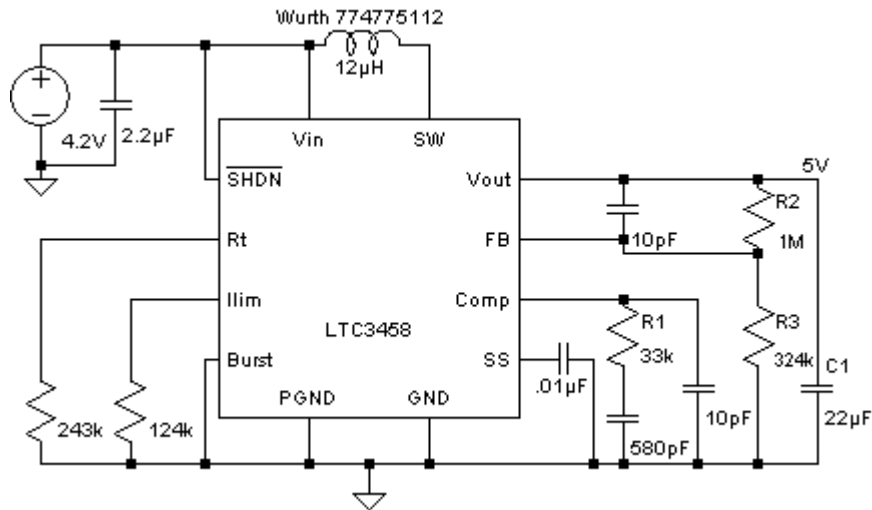 Wurth 774775112
12µH
4.2V
2.2µF
Vin
SW
SHDN
Vout
5V
R2
Rt
FB
10pF
1M
Ilim
Comp
R1
R3
LTC3458
33k
324k
C1
Burst
SS
.01µF
PGND
GND
10pF
22µF
243k
124k
580pF